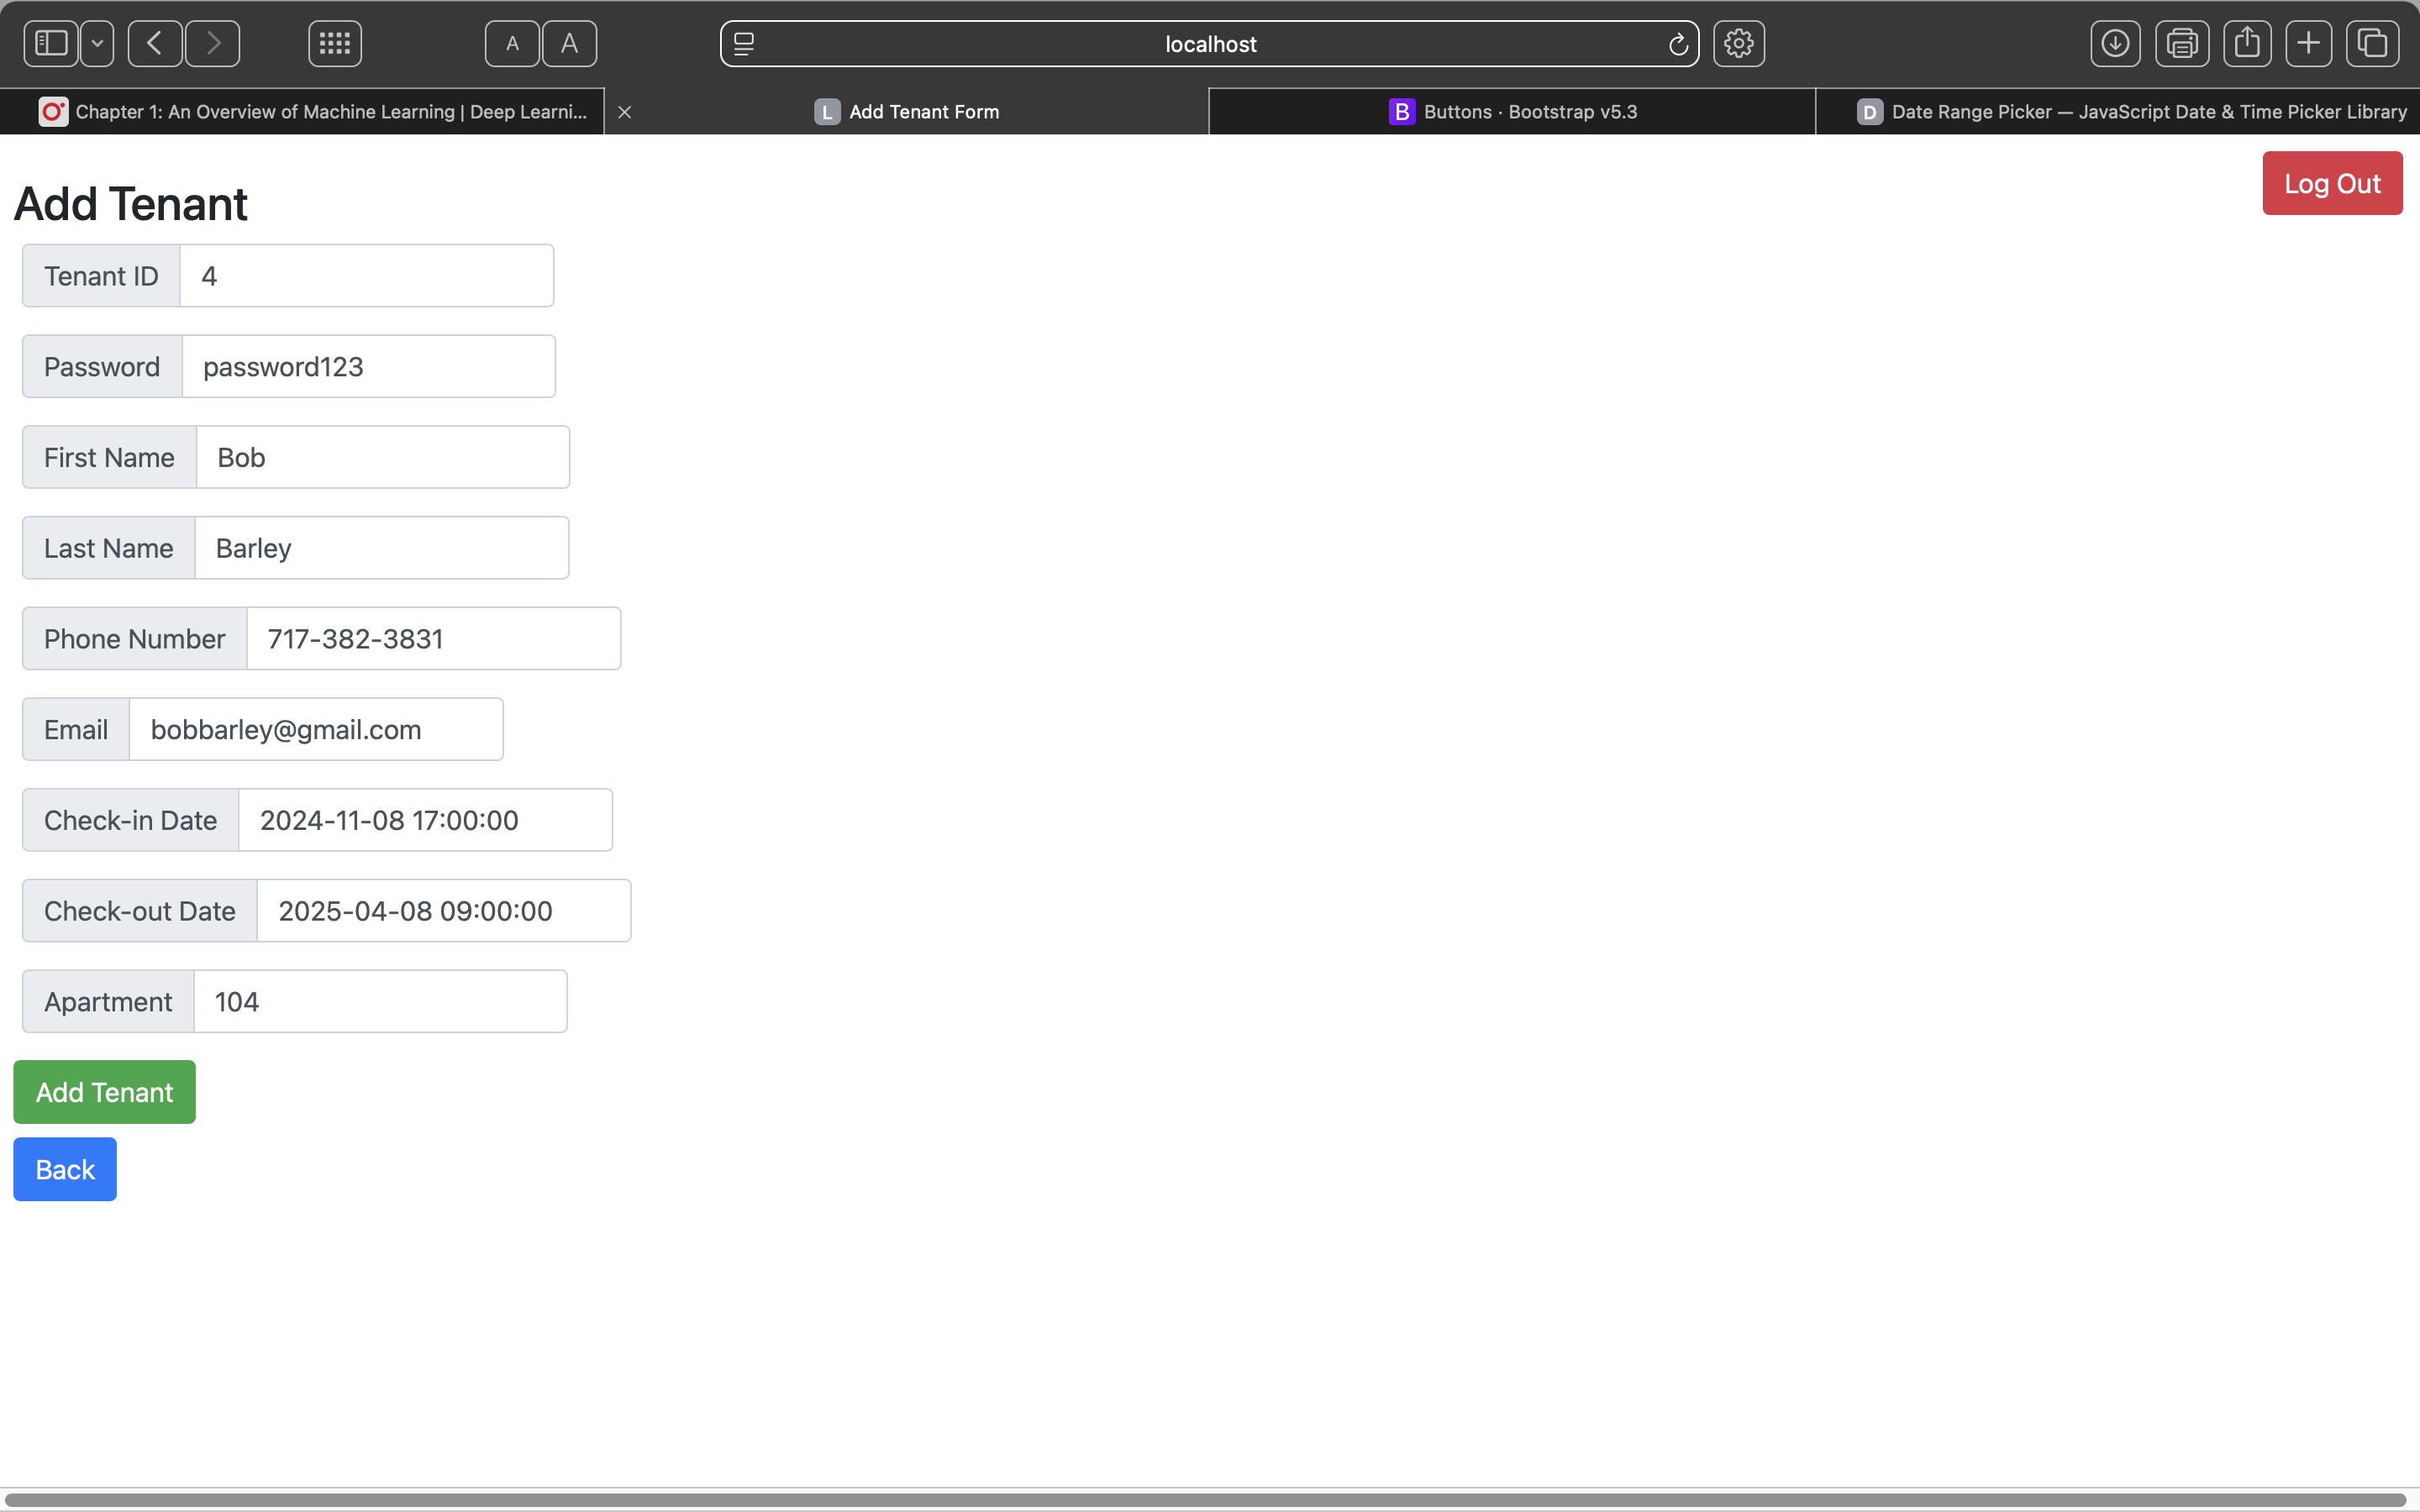 A A
localhost
Chapter 1: An Overview of Machine Learning | Deep Learni...
L Add Tenant Form
B Buttons · Bootstrap v5.3
D Date Range Picker — JavaScript Date & Time Picker Library
Log Out
Add Tenant
Tenant ID 4
Password password123
First Name Bob
Last Name Barley
Phone Number 717-382-3831
Email bobbarley@gmail.com
Check-in Date 2024-11-08 17:00:00
Check-out Date 2025-04-08 09:00:00
Apartment 104
Add Tenant
Back